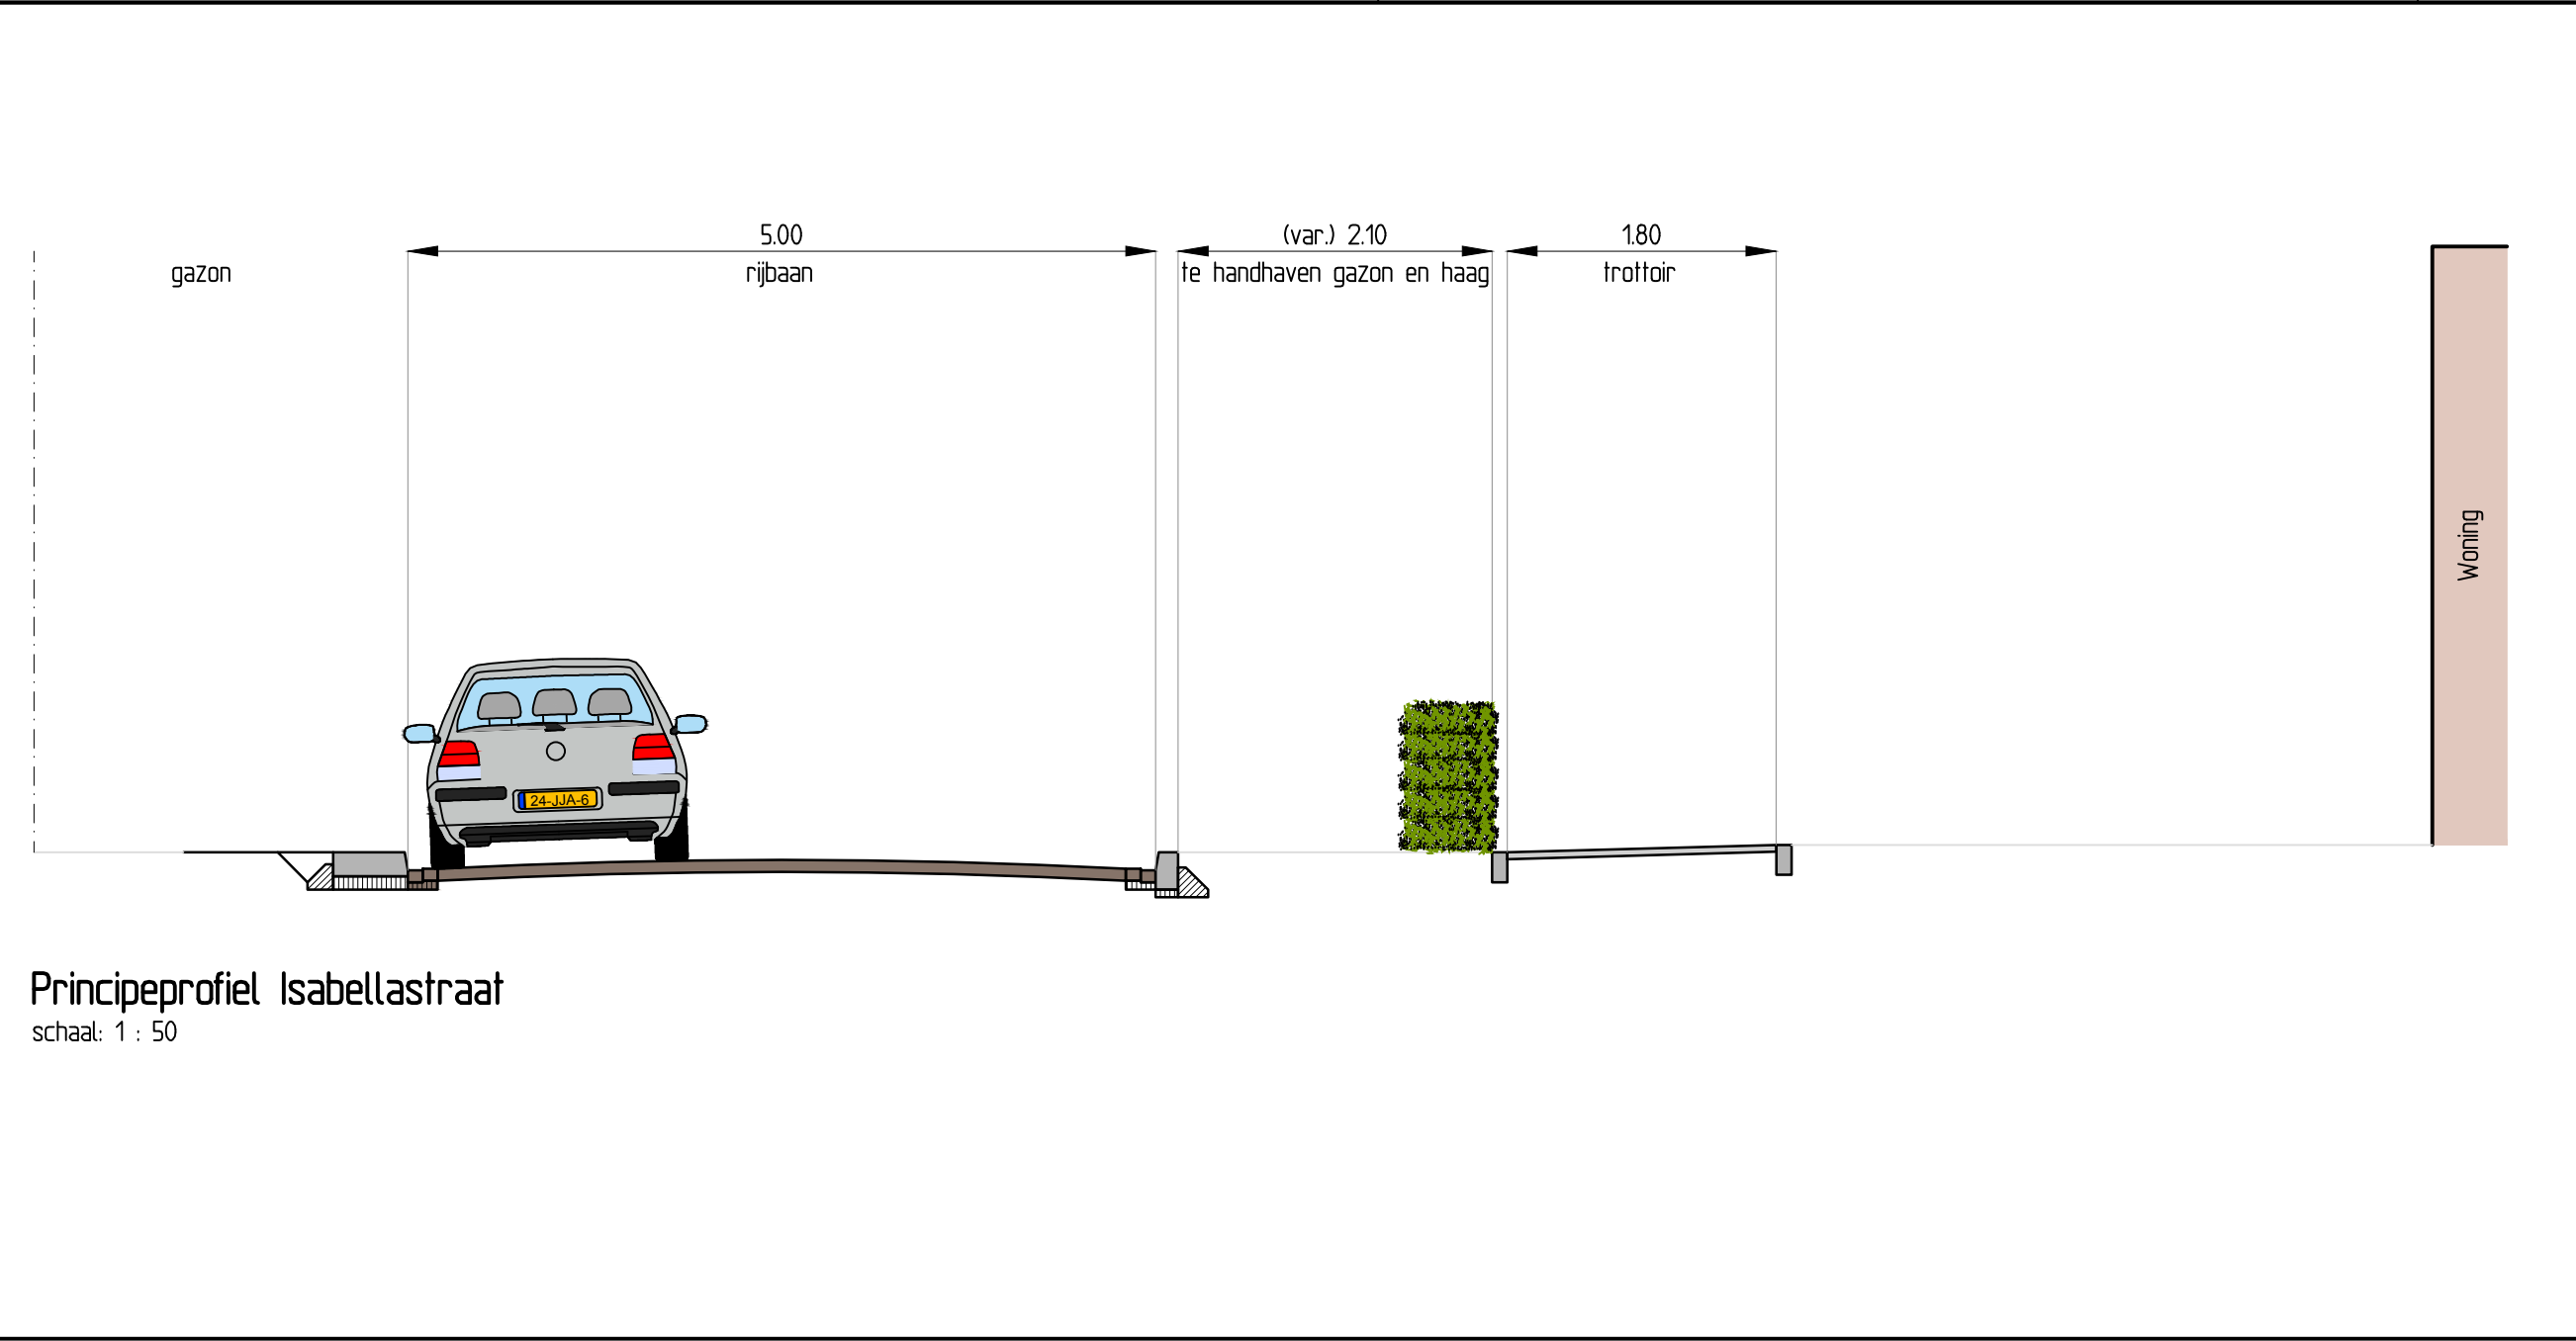 5.00
(var.) 2.10
1.80
gazon
rijbaan
te handhaven gazon en haag
trottoir
Woning
24-JJA-6
Principeprofiel Isabellastraat
schaal: 1 : 50